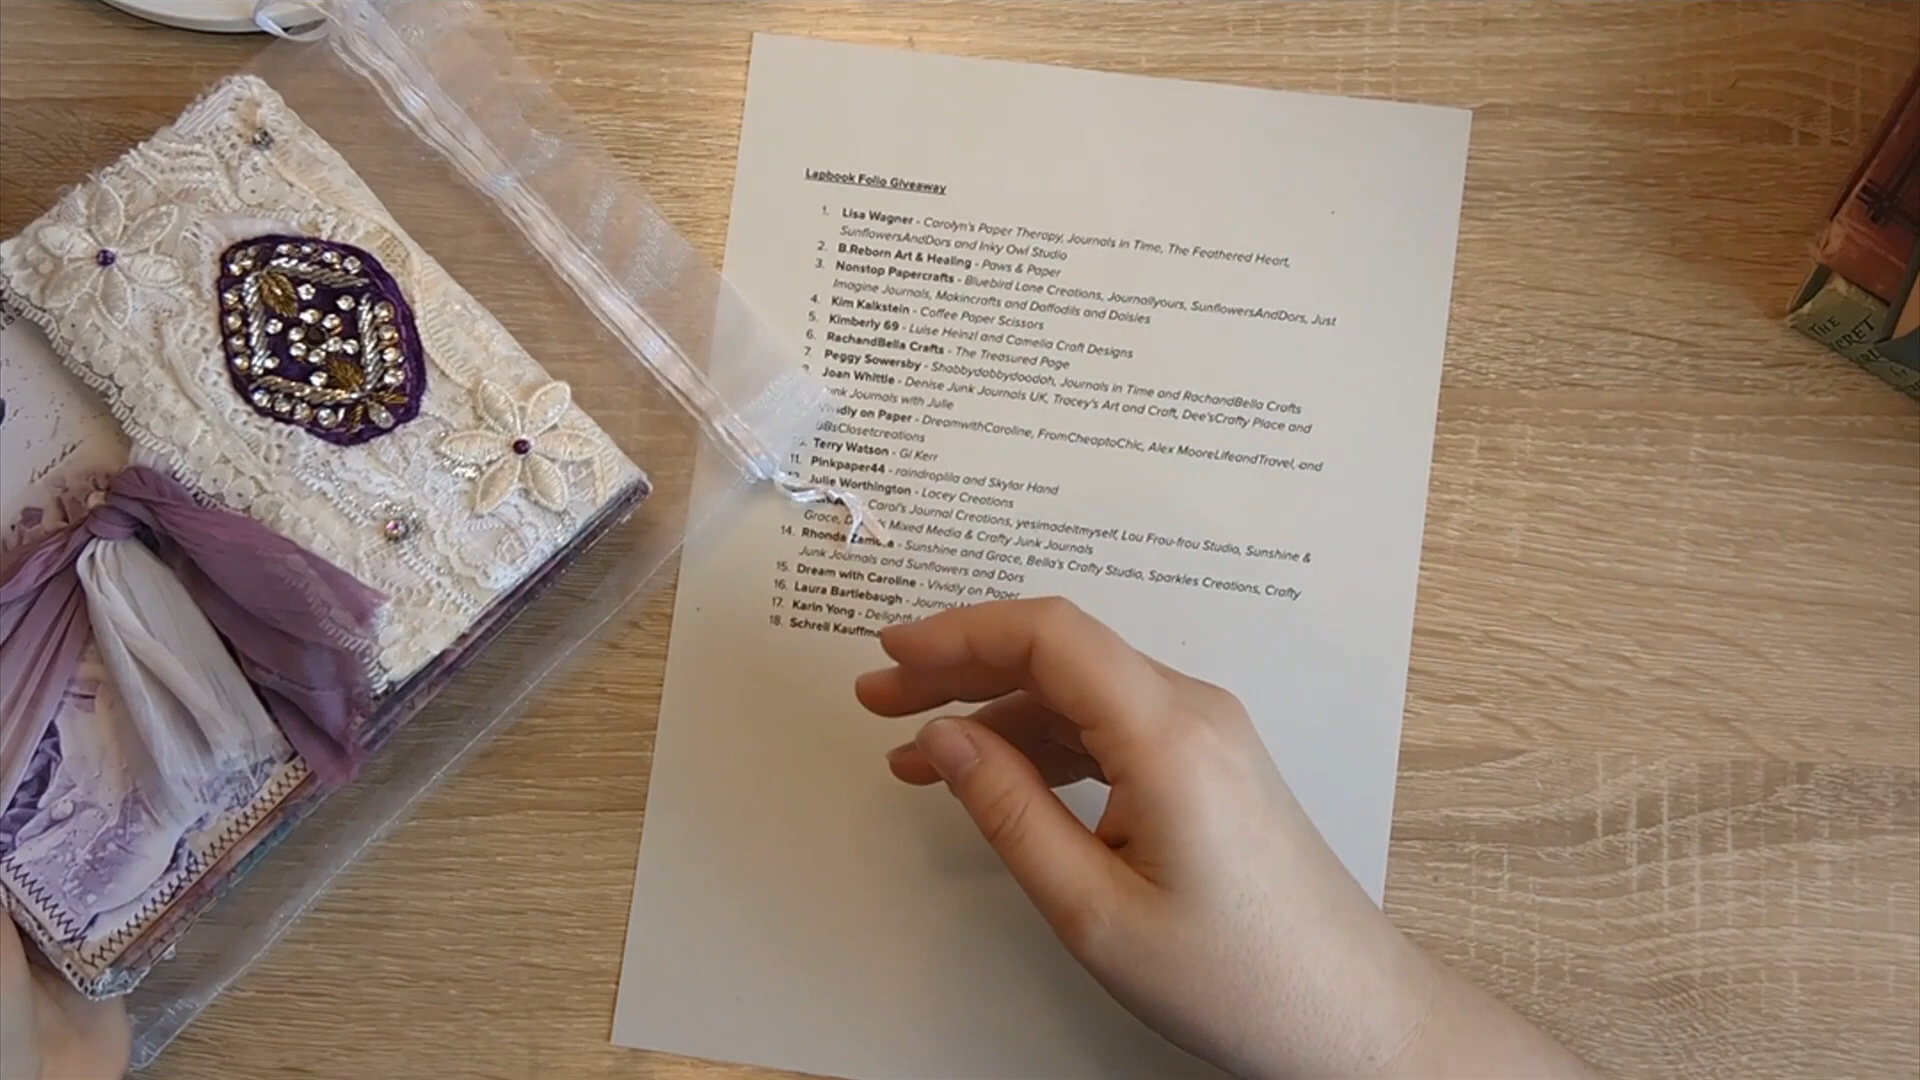 Lapbook Folio Giveaway
1. Lisa Wagner - Carolyn's Paper Therapy, Journals in Time, The Feathered Heart,
SunflowersAndDors and Inky Owl Studio
2. B.Reborn Art & Healing - Paws & Paper
3. Nonstop Papercrafts - Bluebird Lane Creations, Journallyours, SunflowersAndDors, Just
Imagine Journals, Makincrafts and Daffodils and Daisies
4. Kim Kalkstein - Coffee Paper Scissors
5. Kimberly 69 - Luise Heinzl and Camelia Craft Designs
6. RachandBella Crafts - The Treasured Page
7. Peggy Sowersby - Shabbydabbydoodah, Journals in Time and RachandBella Crafts
Joan Whittle - Denise Junk Journals UK, Tracey's Art and Craft, Dee'sCrafty Place and
Junk Journals with Julie
Vividly on Paper - DreamwithCaroline, FromCheaptoChic, Alex MooreLifeandTravel, and
Terry Watson - Gi Kerr
11. Pinkpaper44 - raindroplila and Skylar Hand
Julie Worthington - Lacey Creations
Carol's Journal Creations, yesimadeitmyself, Lou Frou-frou Studio, Sunshine &
Grace, Mixed Media & Crafty Junk Journals
14. Rhonda - Sunshine and Grace, Bella's Crafty Studio, Sparkles Creations, Crafty
Junk Journals and Sunflowers and Dors
15. Dream with Caroline - Vividly on Paper
16. Laura Bartlebaugh - Journal
17. Karin Yong - Delightful
18. Schrell
THE